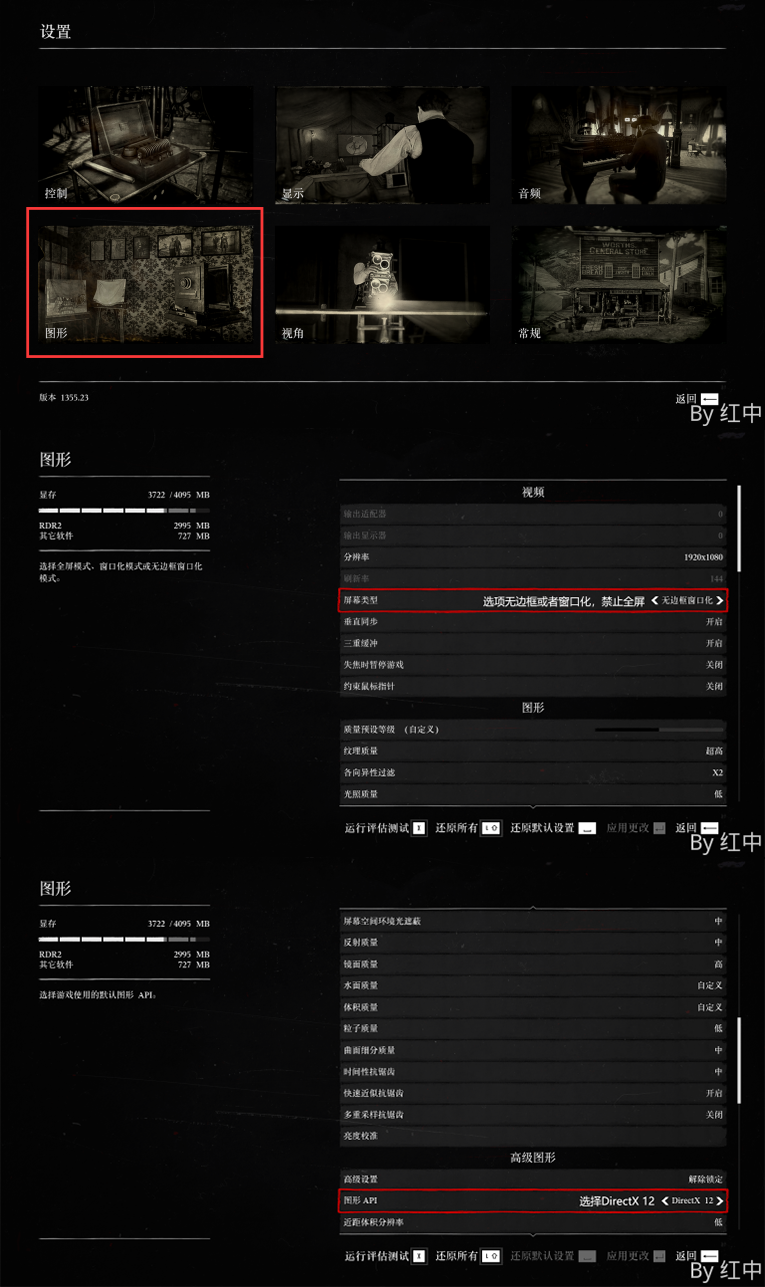 设置
控制
显示
音频
WORTHS
GENERAL STORE
图形
视角
常规
版本 1355.23
返回
By 红中
图形
显存 3722 / 4095 MB
RDR2 2995 MB
其它软件 727 MB
选择全屏模式、窗口化模式或无边框窗口化
模式。
视频
输出适配器 0
输出显示器 0
分辨率 1920x1080
刷新率 144
屏幕类型 选项无边框或者窗口化，禁止全屏 无边框窗口化
垂直同步 开启
三重缓冲 开启
失焦时暂停游戏 关闭
约束鼠标指针 关闭
图形
质量预设等级 (自定义)
纹理质量 超高
各向异性过滤 X2
光照质量 低
运行评估测试 还原所有 还原默认设置 应用更改 返回
By 红中
图形
显存 3722 / 4095 MB
RDR2 2995 MB
其它软件 727 MB
选择游戏使用的默认图形 API。
屏幕空间环境光遮蔽 中
反射质量 中
镜面质量 高
水面质量 自定义
体积质量 自定义
粒子质量 低
曲面细分质量 中
时间性抗锯齿 中
快速近似抗锯齿 开启
多重采样抗锯齿 关闭
亮度校准
高级图形
高级设置 解除锁定
图形 API 选择DirectX 12 DirectX 12
近距体积分辨率 低
运行评估测试 还原所有 还原默认设置 应用更改 返回
By 红中